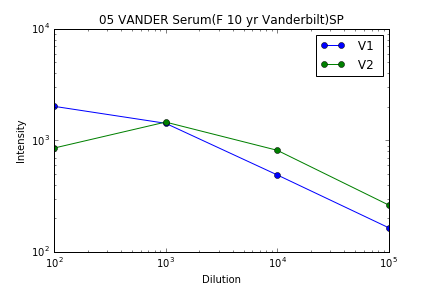 05 VANDER Serum(F 10 yr Vanderbilt)SP
V1
V2
Intensity
10^4
10^3
10^2
10^2 10^3 10^4 10^5
Dilution